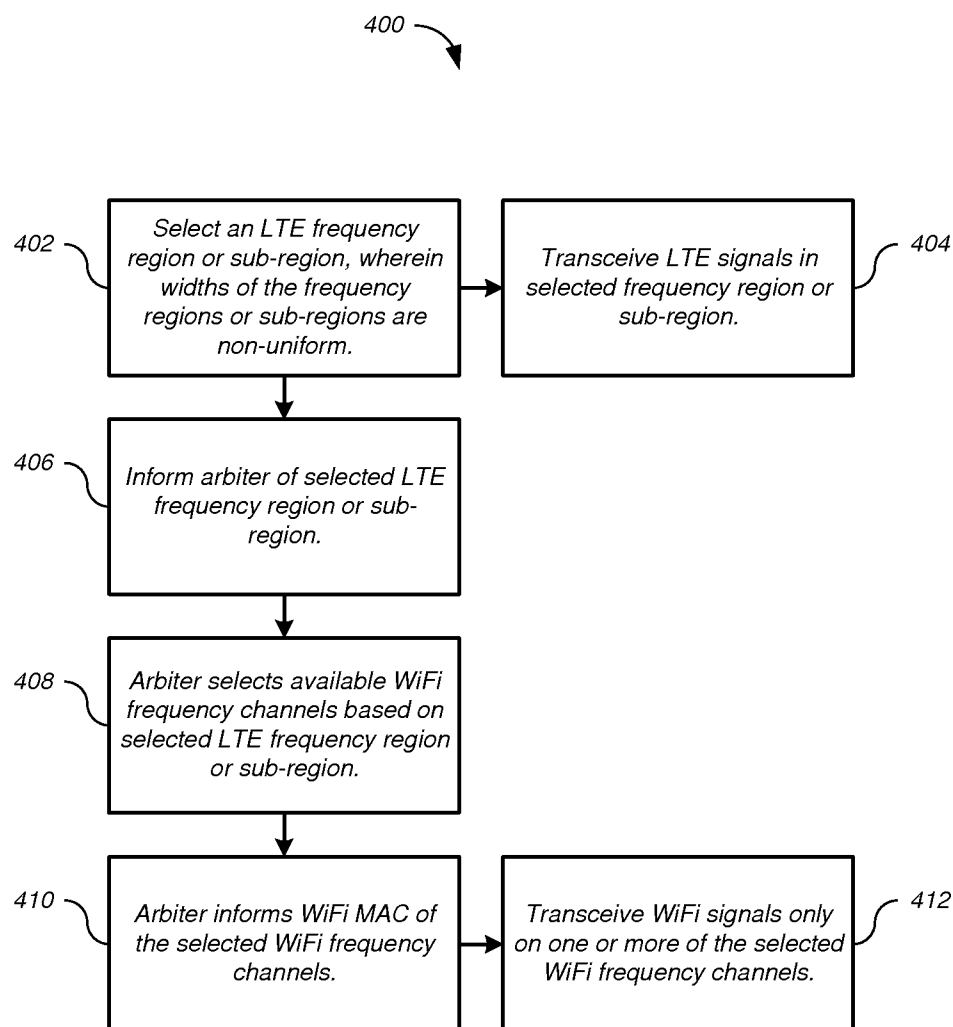 400
402
Select an LTE frequency
region or sub-region, wherein
widths of the frequency
regions or sub-regions are
non-uniform.
Transceive LTE signals in
selected frequency region or
sub-region.
404
406
Inform arbiter of selected LTE
frequency region or sub-
region.
408
Arbiter selects available WiFi
frequency channels based on
selected LTE frequency region
or sub-region.
410
Arbiter informs WiFi MAC of
the selected WiFi frequency
channels.
Transceive WiFi signals only
on one or more of the selected
WiFi frequency channels.
412